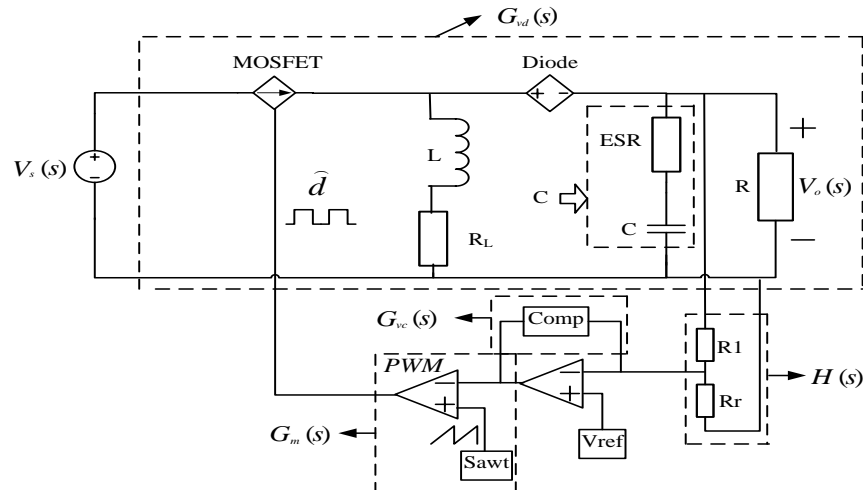 G_vd (s)
MOSFET
Diode
+
−
ESR
+
V_s (s)
+
−
L
d̂
C
R
V_o (s)
R_L
C
−
G_vc (s)
Comp
R1
PWM
−
+
−
+
H (s)
Rr
G_m (s)
Sawt
Vref